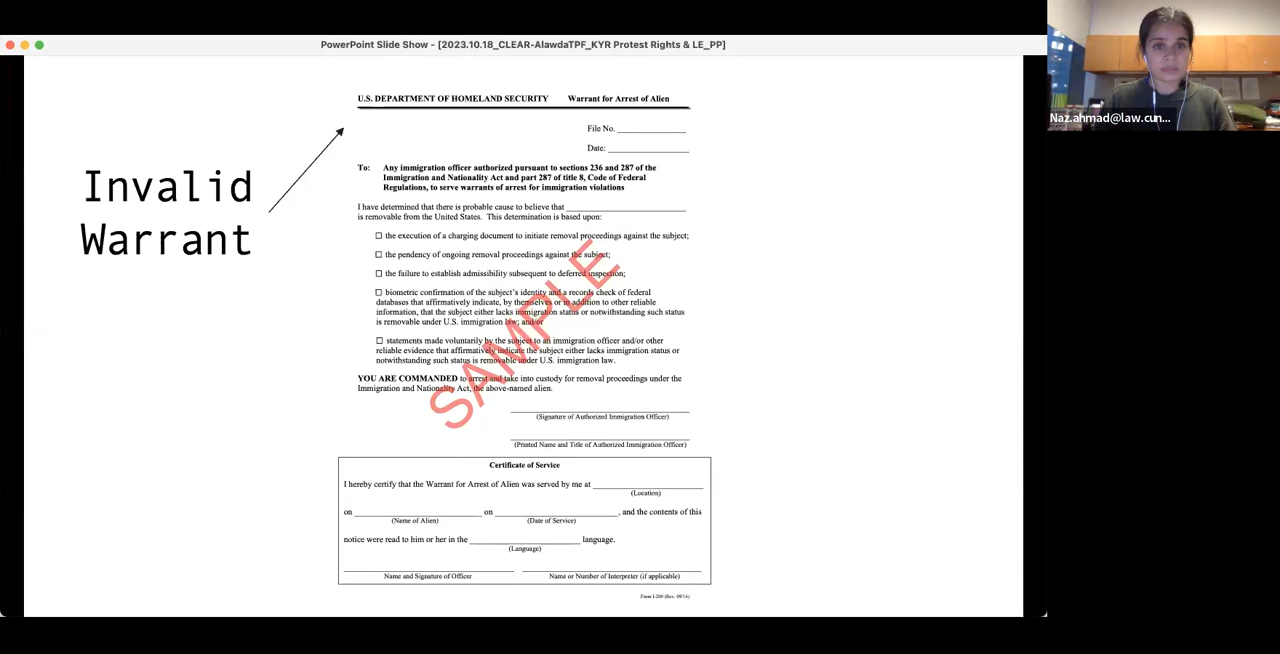 PowerPoint Slide Show - [2023.10.18_CLEAR-AlawdaTPF_KYR Protest Rights & LE_PP]
Naz.ahmad@law.cun...
Invalid
Warrant
U.S. DEPARTMENT OF HOMELAND SECURITY Warrant for Arrest of Alien
File No. ________________
Date: ________________
To: Any immigration officer authorized pursuant to sections 236 and 287 of the
Immigration and Nationality Act and part 287 of title 8, Code of Federal
Regulations, to serve warrants of arrest for immigration violations
I have determined that there is probable cause to believe that ________________
is removable from the United States. This determination is based upon:
☐ the execution of a charging document to initiate removal proceedings against the subject;
☐ the pendency of ongoing removal proceedings against the subject;
☐ the failure to establish admissibility subsequent to deferred inspection;
☐ biometric confirmation of the subject's identity and a records check of federal
databases that affirmatively indicate, by themselves or in addition to other reliable
information, that the subject either lacks immigration status or notwithstanding such status
is removable under U.S. immigration law; and/or
☐ statements made voluntarily by the subject to an immigration officer and/or other
reliable evidence that affirmatively indicate the subject either lacks immigration status or
notwithstanding such status is removable under U.S. immigration law.
YOU ARE COMMANDED to arrest and take into custody for removal proceedings under the
Immigration and Nationality Act, the above-named alien.
SAMPLE
(Signature of Authorized Immigration Officer)
(Printed Name and Title of Authorized Immigration Officer)
Certificate of Service
I hereby certify that the Warrant for Arrest of Alien was served by me at ________________
(Location)
on ________________ on ________________, and the contents of this
(Name of Alien) (Date of Service)
notice were read to him or her in the ________________ language.
(Language)
Name and Signature of Officer Name or Number of Interpreter (if applicable)
Form I-200 (Rev. 09/16)